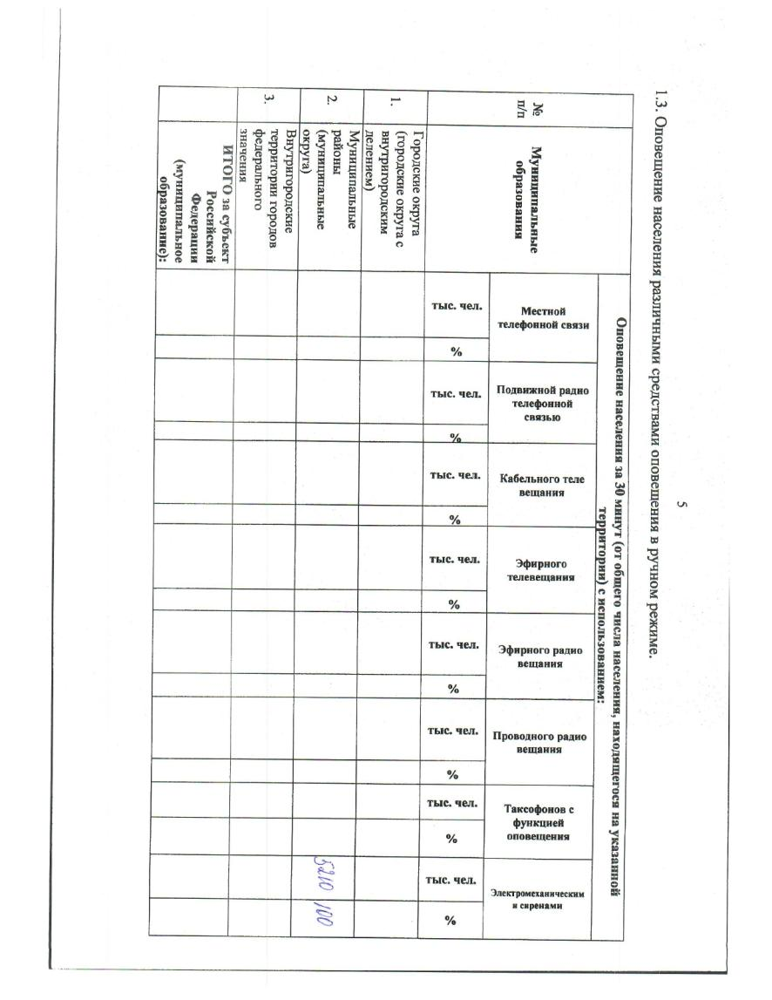 5
1.3. Оповещение населения различными средствами оповещения в ручном режиме.
№
п/п
Муниципальные
образования
Оповещение населения за 30 минут (от общего числа населения, находящегося на указанной
территории) с использованием:
Местной
телефонной связи
Подвижной радио
телефонной
связью
Кабельного теле
вещания
Эфирного
телевещания
Эфирного радио
вещания
Проводного радио
вещания
Таксофонов с
функцией
оповещения
Электромеханическим
и сиренами
тыс. чел.
%
тыс. чел.
%
тыс. чел.
%
тыс. чел.
%
тыс. чел.
%
тыс. чел.
%
тыс. чел.
%
тыс. чел.
%
1.
Городские округа
(городские округа с
внутригородским
делением)
2.
Муниципальные
районы
(муниципальные
округа)
5210
100
3.
Внутригородские
территории городов
федерального
значения
ИТОГО за субъект
Российской
Федерации
(муниципальное
образование):